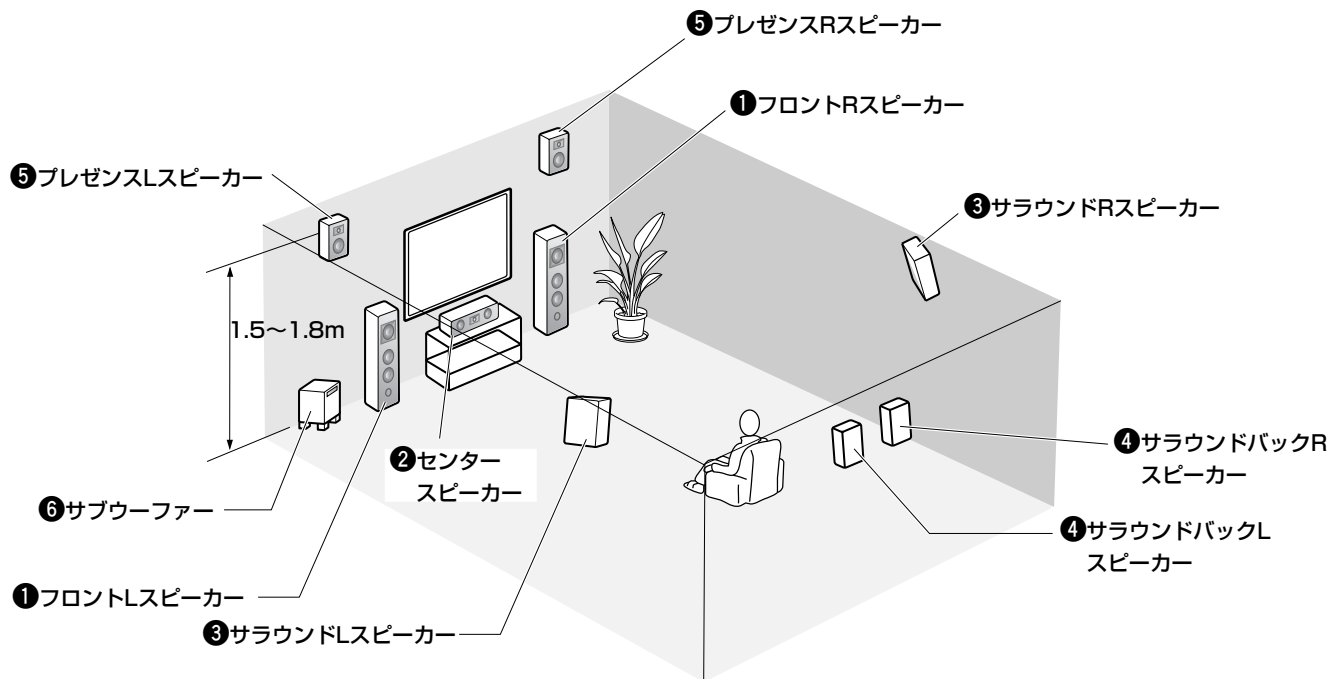 ❺プレゼンスRスピーカー
❶フロントRスピーカー
❺プレゼンスLスピーカー
❸サラウンドRスピーカー
1.5〜1.8m
❷センター
スピーカー
❹サラウンドバックR
スピーカー
❻サブウーファー
❹サラウンドバックL
スピーカー
❶フロントLスピーカー
❸サラウンドLスピーカー